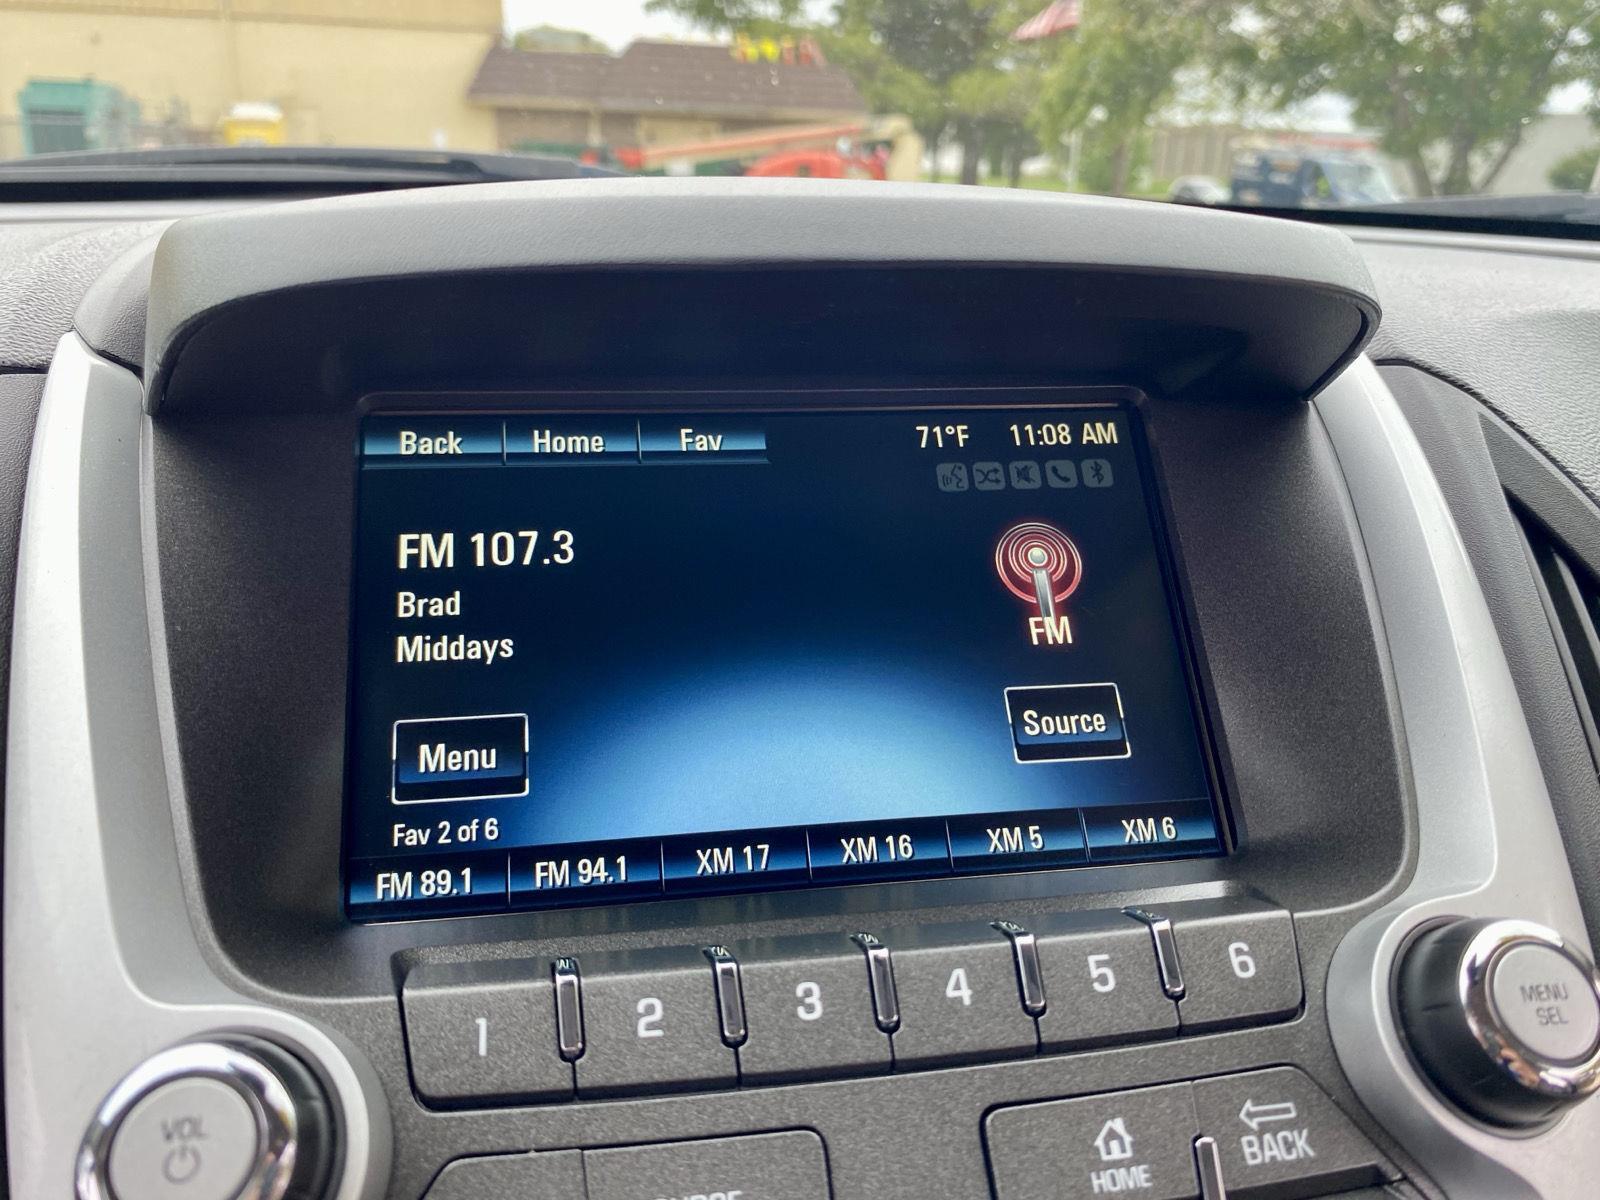 Back Home Fav 71°F 11:08 AM
FM 107.3
Brad
Middays
FM
Menu
Source
Fav 2 of 6
FM 89.1 FM 94.1 XM 17 XM 16 XM 5 XM 6
1 2 3 4 5 6
MENU
SEL
VOL
HOME
BACK